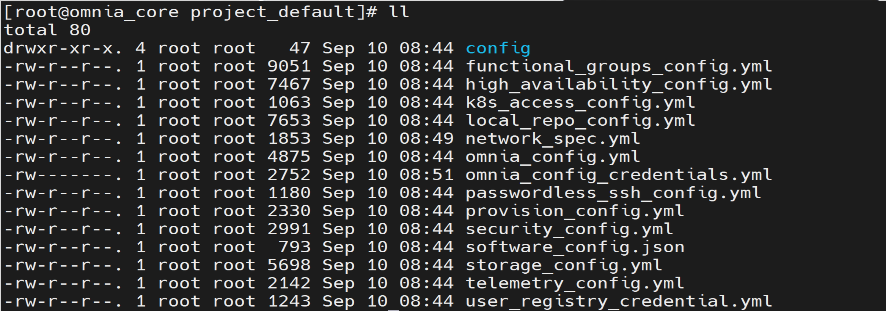 [root@omnia_core project_default]# ll
total 80
drwxr-xr-x. 4 root root   47 Sep 10 08:44 config
-rw-r--r--. 1 root root 9051 Sep 10 08:44 functional_groups_config.yml
-rw-r--r--. 1 root root 7467 Sep 10 08:44 high_availability_config.yml
-rw-r--r--. 1 root root 1063 Sep 10 08:44 k8s_access_config.yml
-rw-r--r--. 1 root root 7653 Sep 10 08:44 local_repo_config.yml
-rw-r--r--. 1 root root 1853 Sep 10 08:49 network_spec.yml
-rw-r--r--. 1 root root 4875 Sep 10 08:44 omnia_config.yml
-rw-------. 1 root root 2752 Sep 10 08:51 omnia_config_credentials.yml
-rw-r--r--. 1 root root 1180 Sep 10 08:44 passwordless_ssh_config.yml
-rw-r--r--. 1 root root 2330 Sep 10 08:44 provision_config.yml
-rw-r--r--. 1 root root 2991 Sep 10 08:44 security_config.yml
-rw-r--r--. 1 root root  793 Sep 10 08:44 software_config.json
-rw-r--r--. 1 root root 5698 Sep 10 08:44 storage_config.yml
-rw-r--r--. 1 root root 2142 Sep 10 08:44 telemetry_config.yml
-rw-r--r--. 1 root root 1243 Sep 10 08:44 user_registry_credential.yml